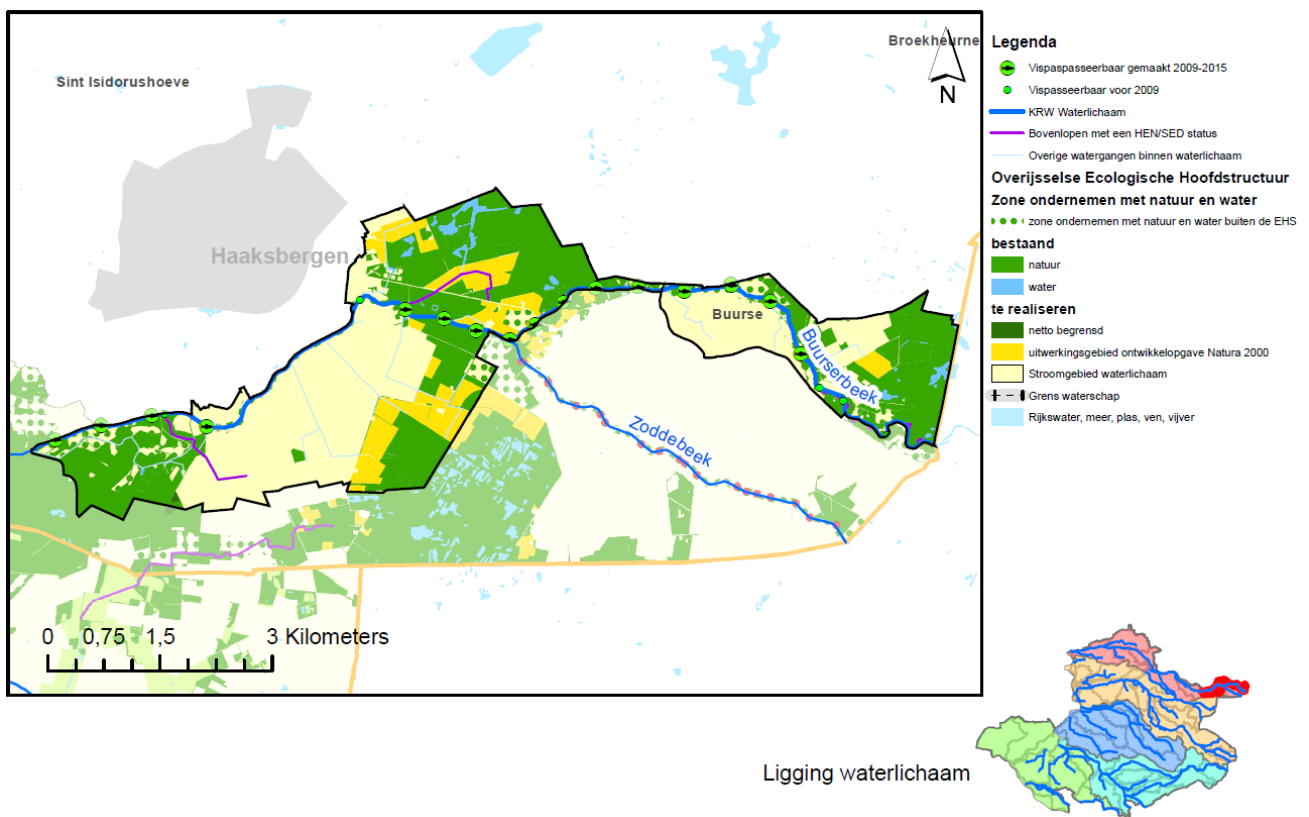 Broekheurne
Sint Isidorushoeve
N
Haaksbergen
Buurse
Buurserbeek
Zoddebeek
0 0,75 1,5 3 Kilometers
Legenda
Vispaspasseerbaar gemaakt 2009-2015
Vispasseerbaar voor 2009
KRW Waterlichaam
Bovenlopen met een HEN/SED status
Overige watergangen binnen waterlichaam
Overijsselse Ecologische Hoofdstructuur
Zone ondernemen met natuur en water
zone ondernemen met natuur en water buiten de EHS
bestaand
natuur
water
te realiseren
netto begrensd
uitwerkingsgebied ontwikkelopgave Natura 2000
Stroomgebied waterlichaam
Grens waterschap
Rijkswater, meer, plas, ven, vijver
Ligging waterlichaam